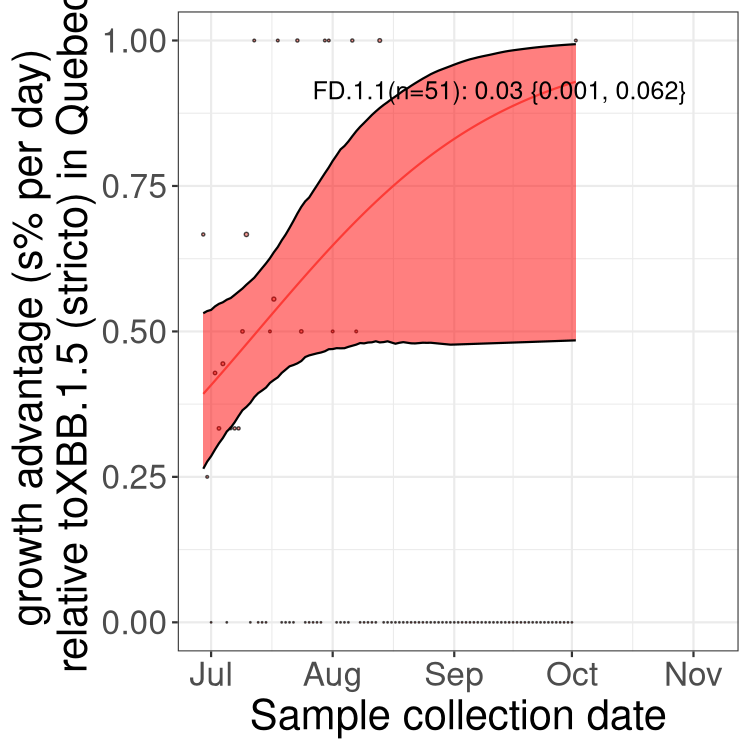 growth advantage (s% per day)
relative toXBB.1.5 (stricto) in Quebec
1.00
0.75
0.50
0.25
0.00
FD.1.1(n=51): 0.03 {0.001, 0.062}
Jul Aug Sep Oct Nov
Sample collection date